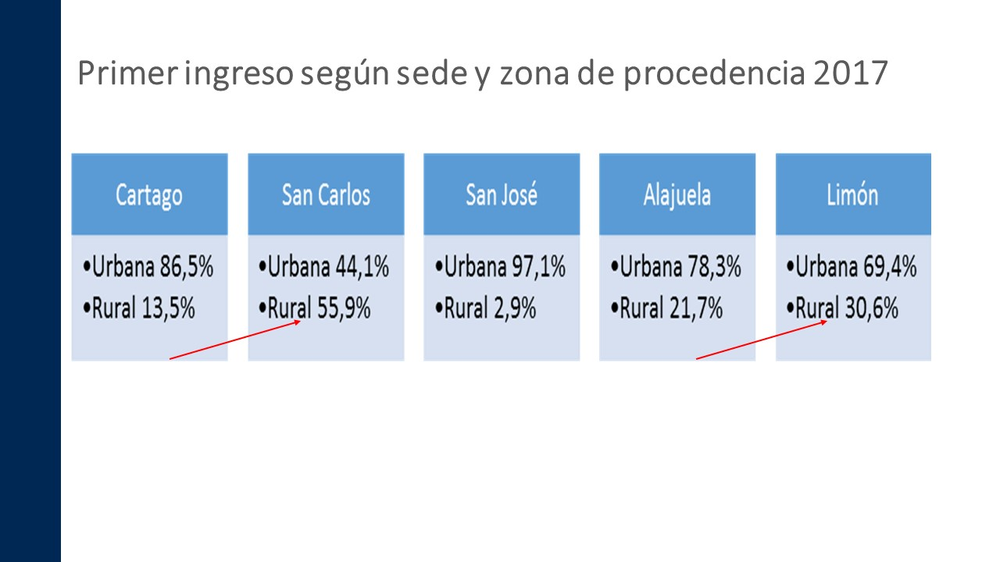 Primer ingreso según sede y zona de procedencia 2017
Cartago
•Urbana 86,5%
•Rural 13,5%
San Carlos
•Urbana 44,1%
•Rural 55,9%
San José
•Urbana 97,1%
•Rural 2,9%
Alajuela
•Urbana 78,3%
•Rural 21,7%
Limón
•Urbana 69,4%
•Rural 30,6%